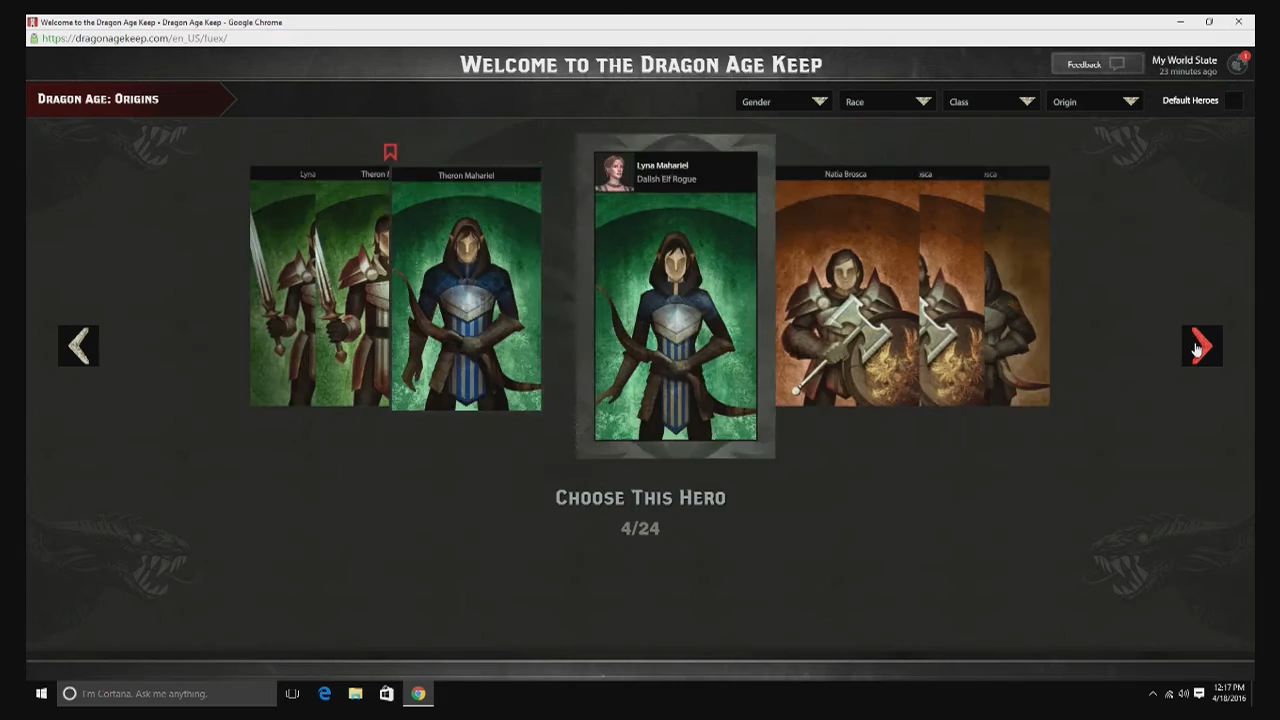 Welcome to the Dragon Age Keep • Dragon Age Keep - Google Chrome
https://dragonagekeep.com/en_US/fuex/
WELCOME TO THE DRAGON AGE KEEP
Feedback
My World State
23 minutes ago
1
DRAGON AGE: ORIGINS
Gender
Race
Class
Origin
Default Heroes
Lyna
Theron
Theron Mahariel
Lyna Mahariel
Dalish Elf Rogue
Natia Brosca
sca
sca
CHOOSE THIS HERO
4/24
I'm Cortana. Ask me anything.
12:17 PM
4/18/2016